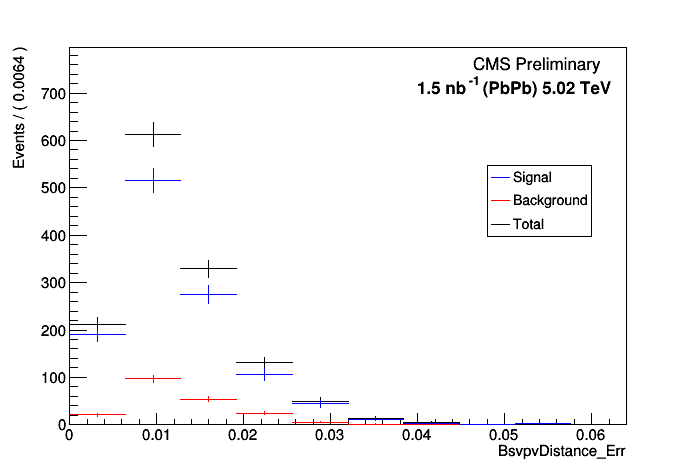 CMS Preliminary
1.5 nb-1 (PbPb) 5.02 TeV
Events / ( 0.0064 )
700
600
500
400
300
200
100
0
Signal
Background
Total
0 0.01 0.02 0.03 0.04 0.05 0.06
BsvpvDistance_Err